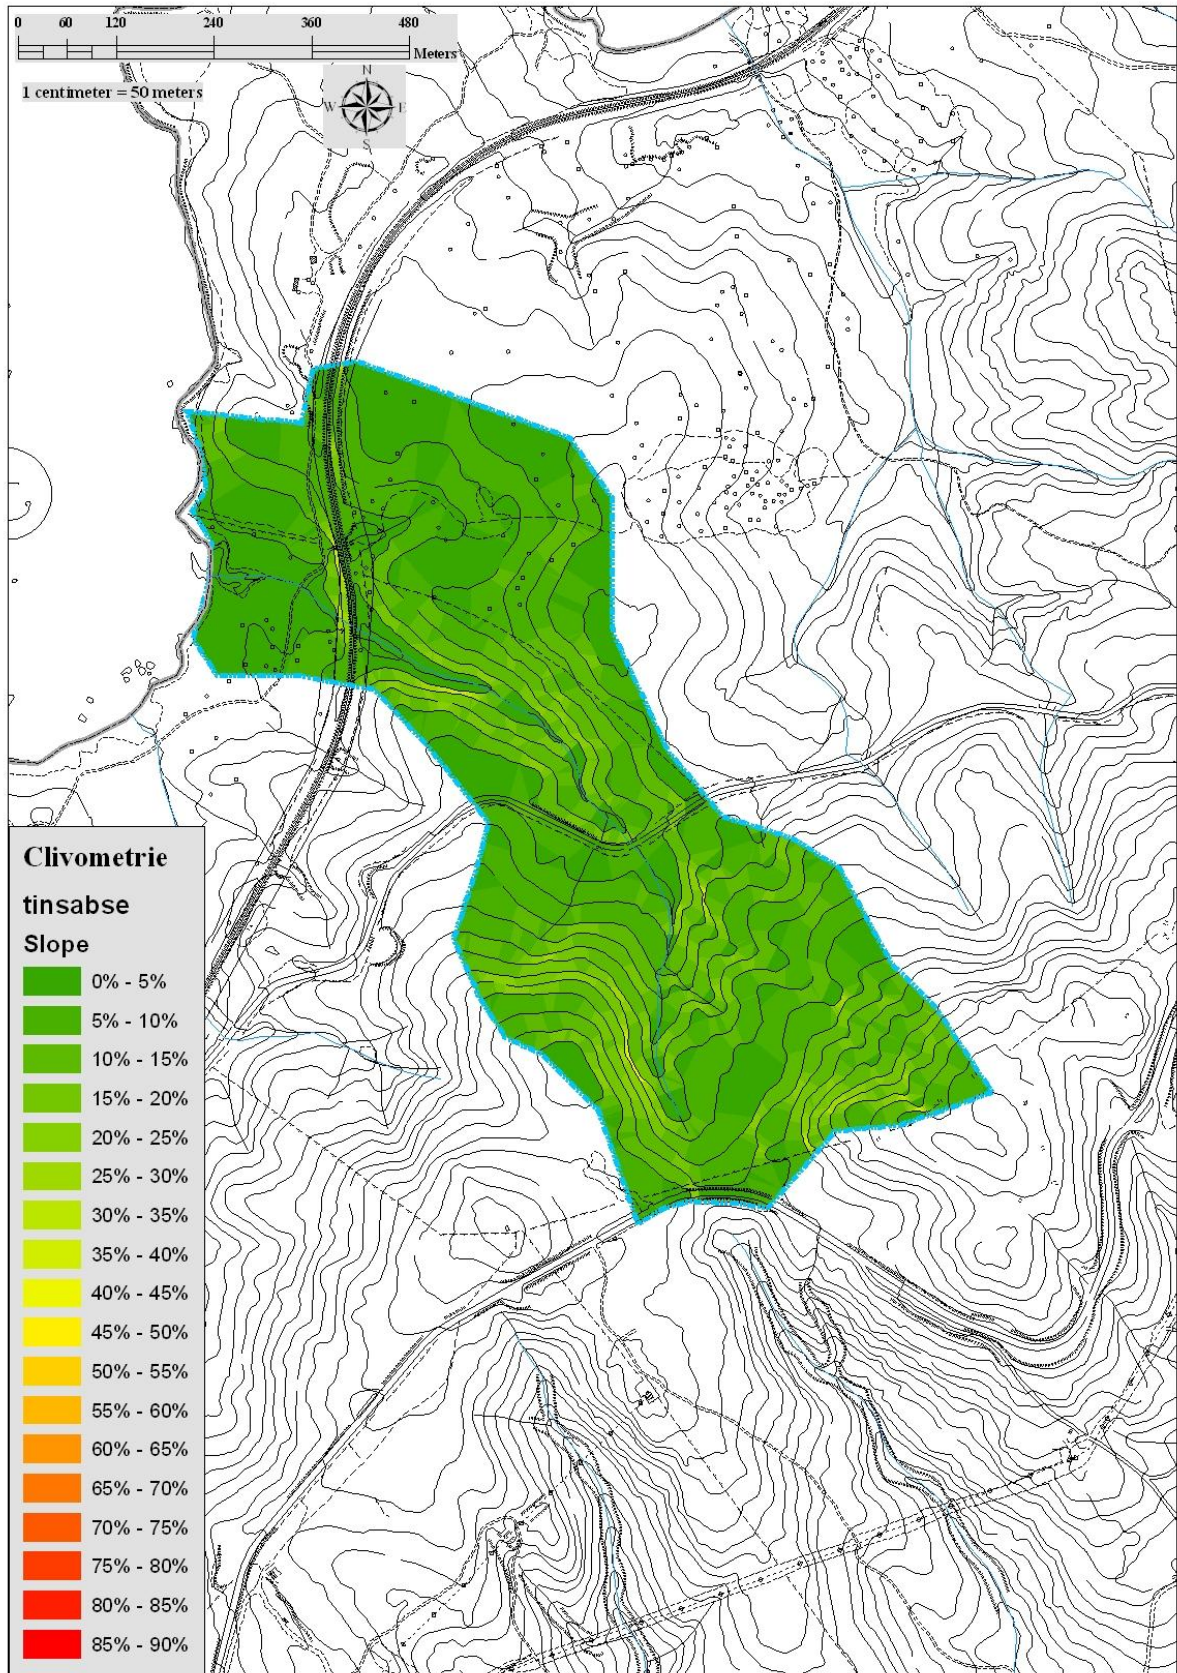 0 60 120 240 360 480
Meters
1 centimeter = 50 meters
N
W E
S
Clivometrie
tinsabse
Slope
0% - 5%
5% - 10%
10% - 15%
15% - 20%
20% - 25%
25% - 30%
30% - 35%
35% - 40%
40% - 45%
45% - 50%
50% - 55%
55% - 60%
60% - 65%
65% - 70%
70% - 75%
75% - 80%
80% - 85%
85% - 90%